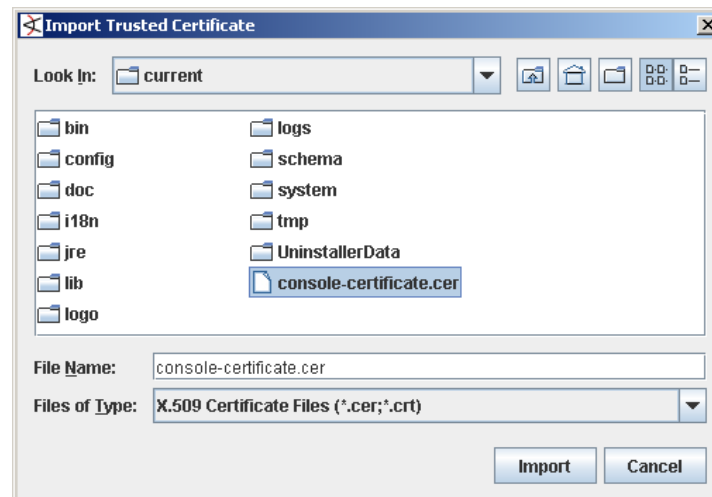 Import Trusted Certificate
Look In: current
bin
config
doc
i18n
jre
lib
logo
logs
schema
system
tmp
UninstallerData
console-certificate.cer
File Name: console-certificate.cer
Files of Type: X.509 Certificate Files (*.cer;*.crt)
Import Cancel